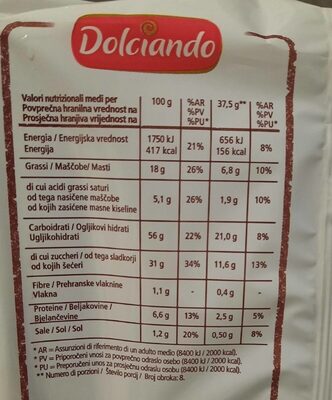 Dolciando
Valori nutrizionali medi per 100 g %AR 37,5 g** %AR
Povprečna hranilna vrednost na %PV %PV
Prosječna hranjiva vrijednost na %PU* %PU*
Energia / Energijska vrednost 1750 kJ 21% 656 kJ 8%
Energija 417 kcal 156 kcal
Grassi / Maščobe/ Masti 18 g 26% 6,8 g 10%
di cui acidi grassi saturi
od tega nasičene maščobe 5,1 g 26% 1,9 g 10%
od kojih zasićene masne kiseline
Carboidrati / Ogljikovi hidrati 56 g 22% 21,0 g 8%
Ugljikohidrati
di cui zuccheri / od tega sladkorji 31 g 34% 11,6 g 13%
od kojih šećeri
Fibre / Prehranske vlaknine 1,1 g - 0,4 g -
Vlakna
Proteine / Beljakovine / 6,6 g 13% 2,5 g 5%
Bjelančevine
Sale / Sol / Sol 1,2 g 20% 0,50 g 8%
* AR = Assunzioni di riferimento di un adulto medio (8400 kJ / 2000 kcal).
* PV = Priporočeni vnosi za povprečno odraslo osebo (8400 kJ / 2000 kcal).
* PU = Preporučeni unos za prosječnu odraslu osobu (8400 kJ / 2000 kcal).
** Numero di porzioni / Število porcij / Broj obroka: 8.